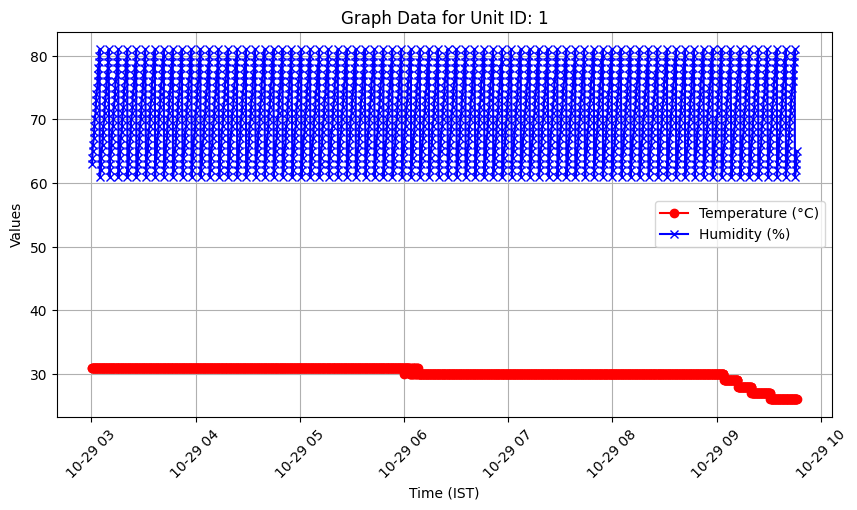 Graph Data for Unit ID: 1
80
70
60
50
40
30
Values
Temperature (°C)
Humidity (%)
10-29 03
10-29 04
10-29 05
10-29 06
10-29 07
10-29 08
10-29 09
10-29 10
Time (IST)